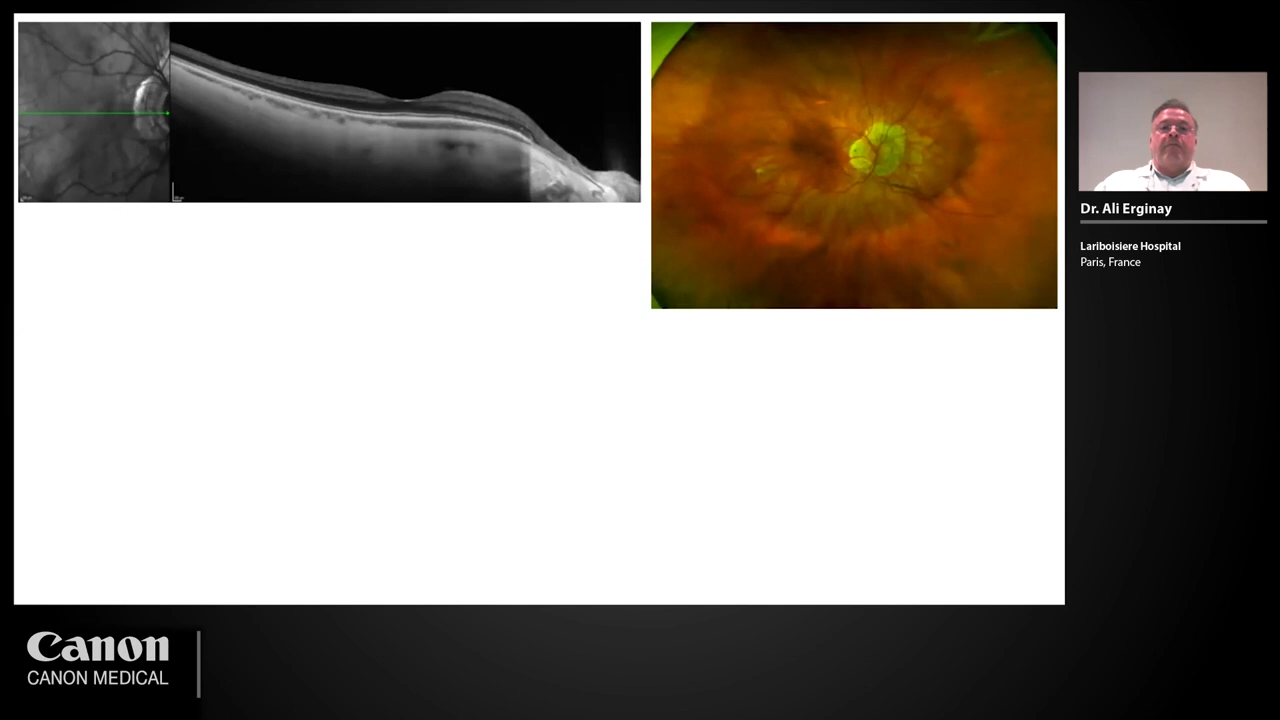 Dr. Ali Erginay
Lariboisiere Hospital
Paris, France
Canon
CANON MEDICAL